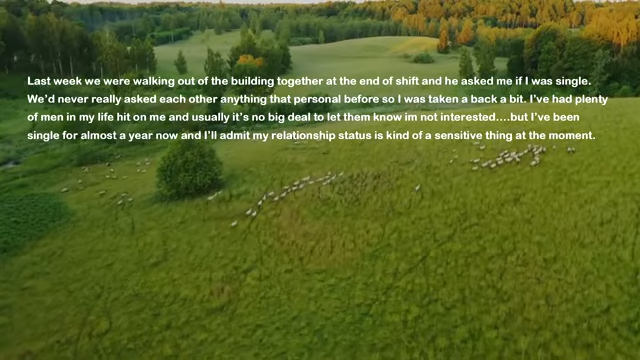 Last week we were walking out of the building together at the end of shift and he asked me if I was single.
We'd never really asked each other anything that personal before so I was taken a back a bit. I've had plenty
of men in my life hit on me and usually it's no big deal to let them know im not interested....but I've been
single for almost a year now and I'll admit my relationship status is kind of a sensitive thing at the moment.